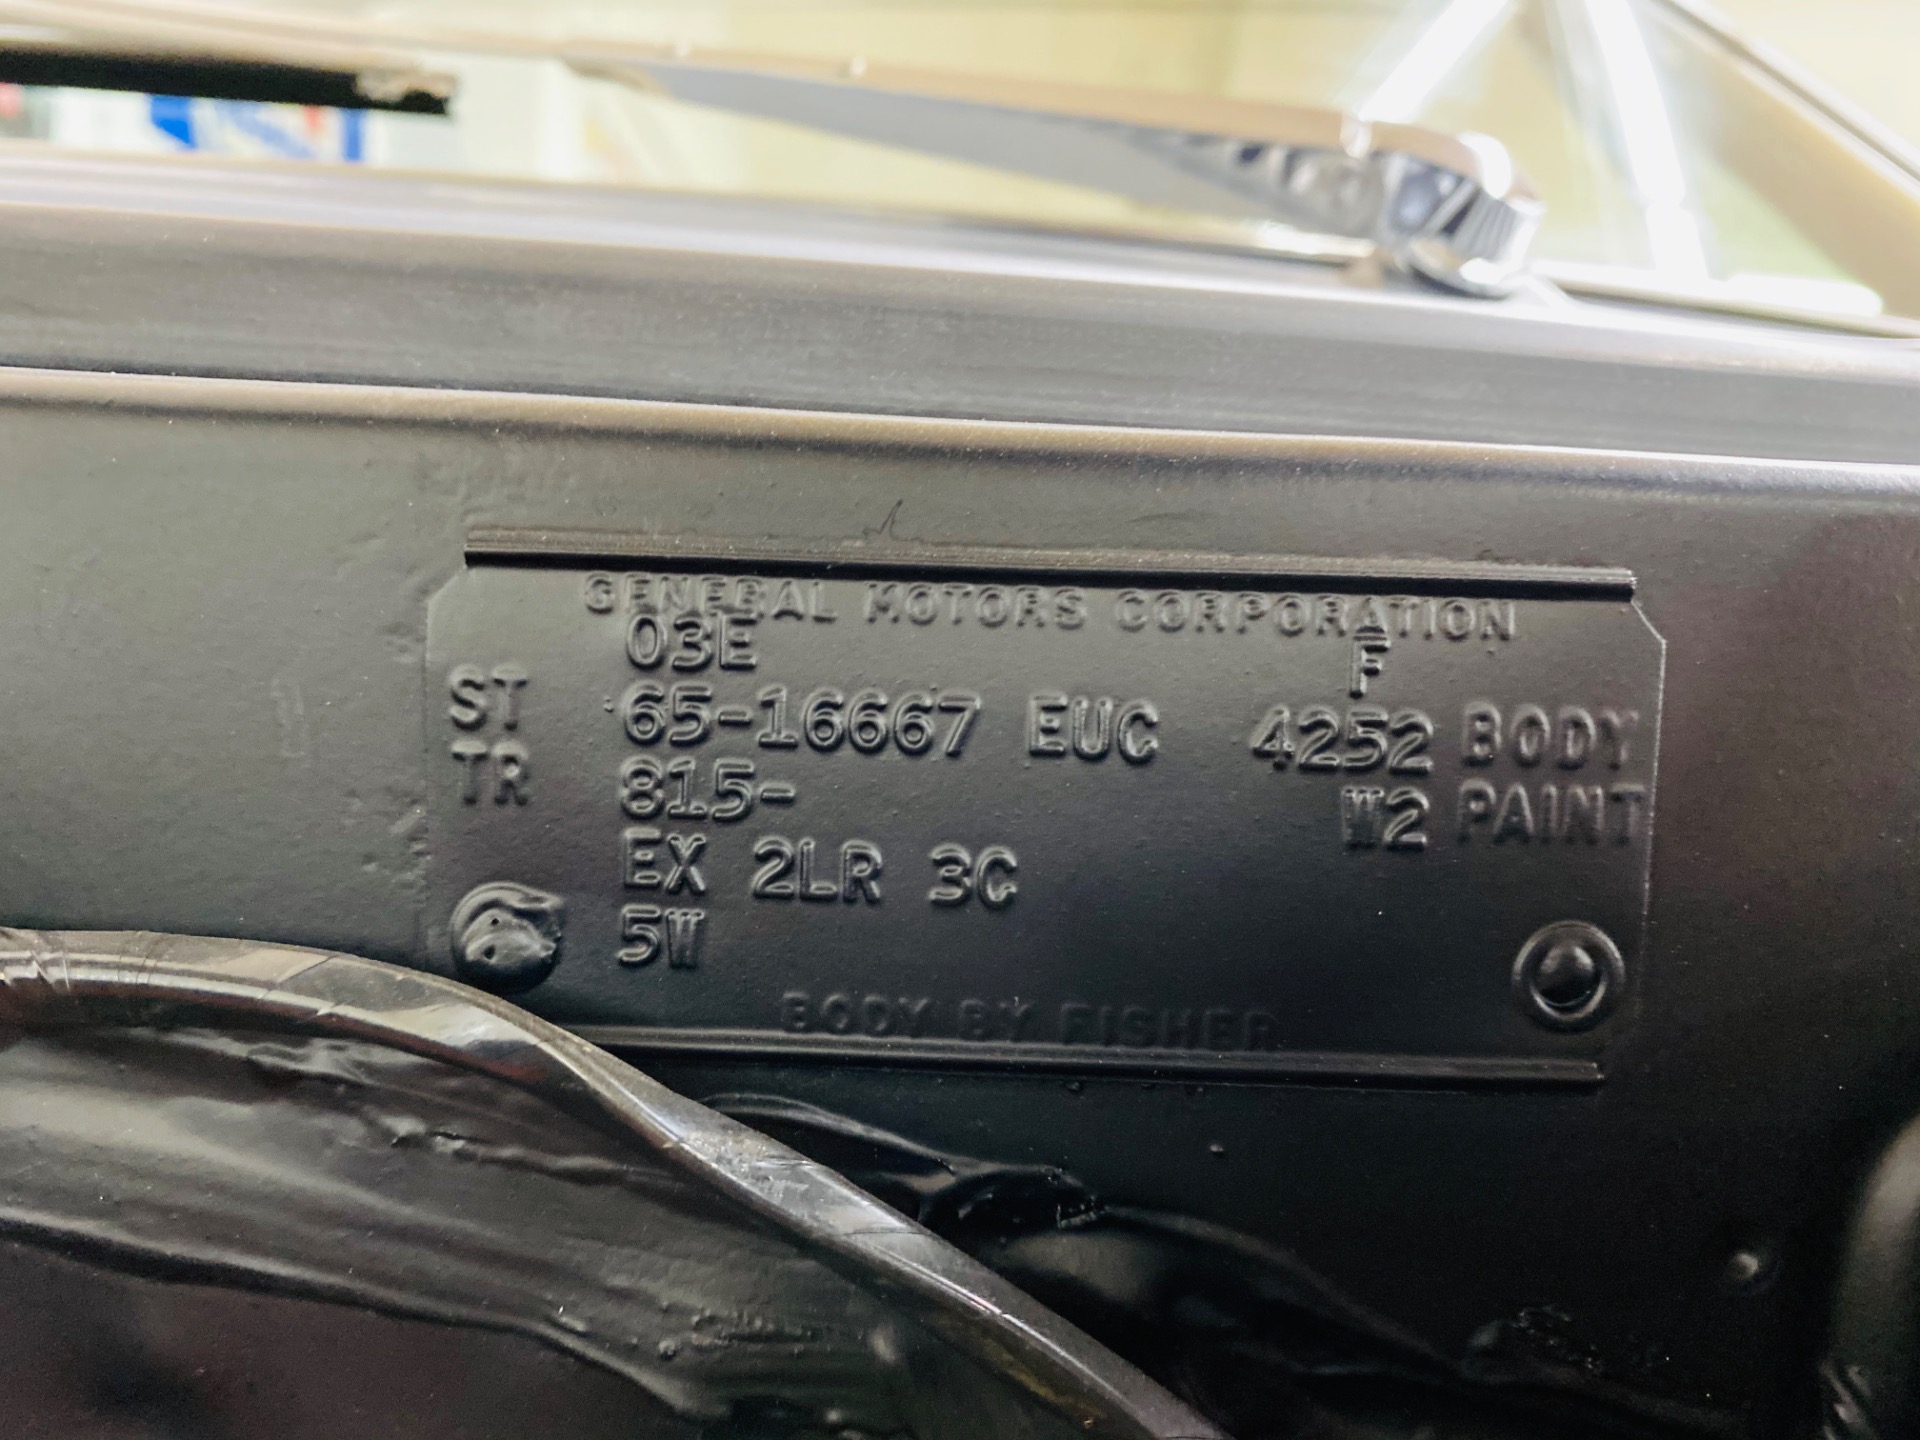 GENERAL MOTORS CORPORATION
03E F
ST 65-16667 EUC 4252 BODY
TR 815- W2 PAINT
EX 2LR 3C
5W
BODY BY FISHER